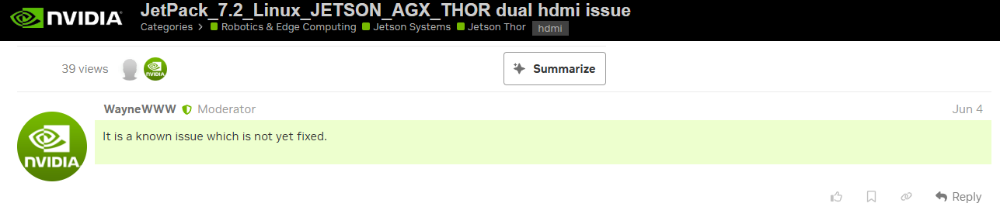 NVIDIA
JetPack_7.2_Linux_JETSON_AGX_THOR dual hdmi issue
Categories > Robotics & Edge Computing Jetson Systems Jetson Thor hdmi
39 views NVIDIA Summarize
WayneWWW Moderator Jun 4
It is a known issue which is not yet fixed.
NVIDIA
Reply